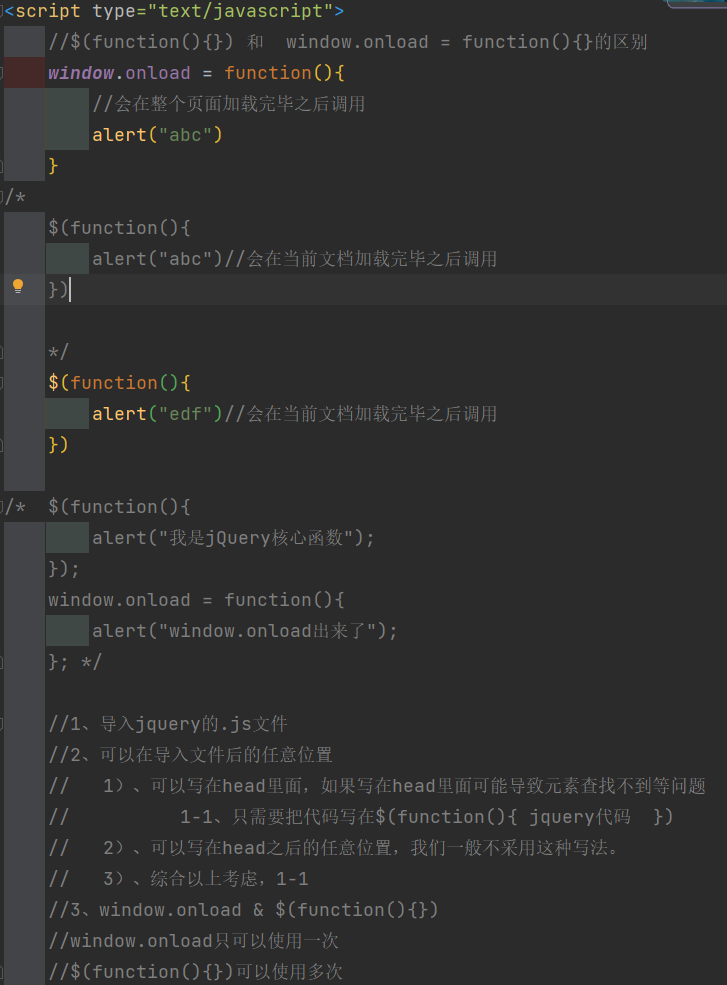 <script type="text/javascript">
//$(function(){}) 和  window.onload = function(){}的区别
window.onload = function(){
//会在整个页面加载完毕之后调用
alert("abc")
}
/*
$(function(){
alert("abc")//会在当前文档加载完毕之后调用
})
*/
$(function(){
alert("edf")//会在当前文档加载完毕之后调用
})
/*  $(function(){
alert("我是jQuery核心函数");
});
window.onload = function(){
alert("window.onload出来了");
}; */
//1、导入jquery的.js文件
//2、可以在导入文件后的任意位置
//   1）、可以写在head里面，如果写在head里面可能导致元素查找不到等问题
//          1-1、只需要把代码写在$(function(){ jquery代码  })
//   2）、可以写在head之后的任意位置，我们一般不采用这种写法。
//   3）、综合以上考虑，1-1
//3、window.onload & $(function(){})
//window.onload只可以使用一次
//$(function(){})可以使用多次